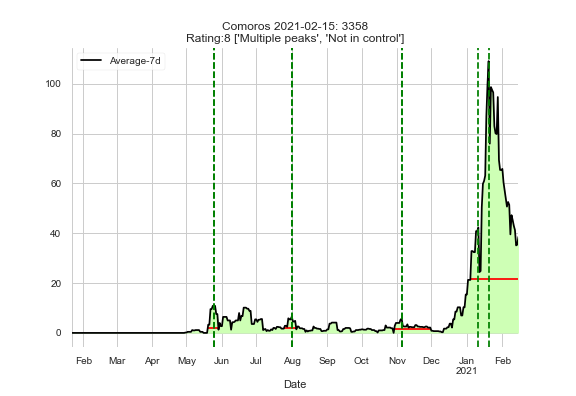 Comoros 2021-02-15: 3358
Rating:8 ['Multiple peaks', 'Not in control']
Average-7d
100
80
60
40
20
0
Feb Mar Apr May Jun Jul Aug Sep Oct Nov Dec Jan Feb
2021
Date